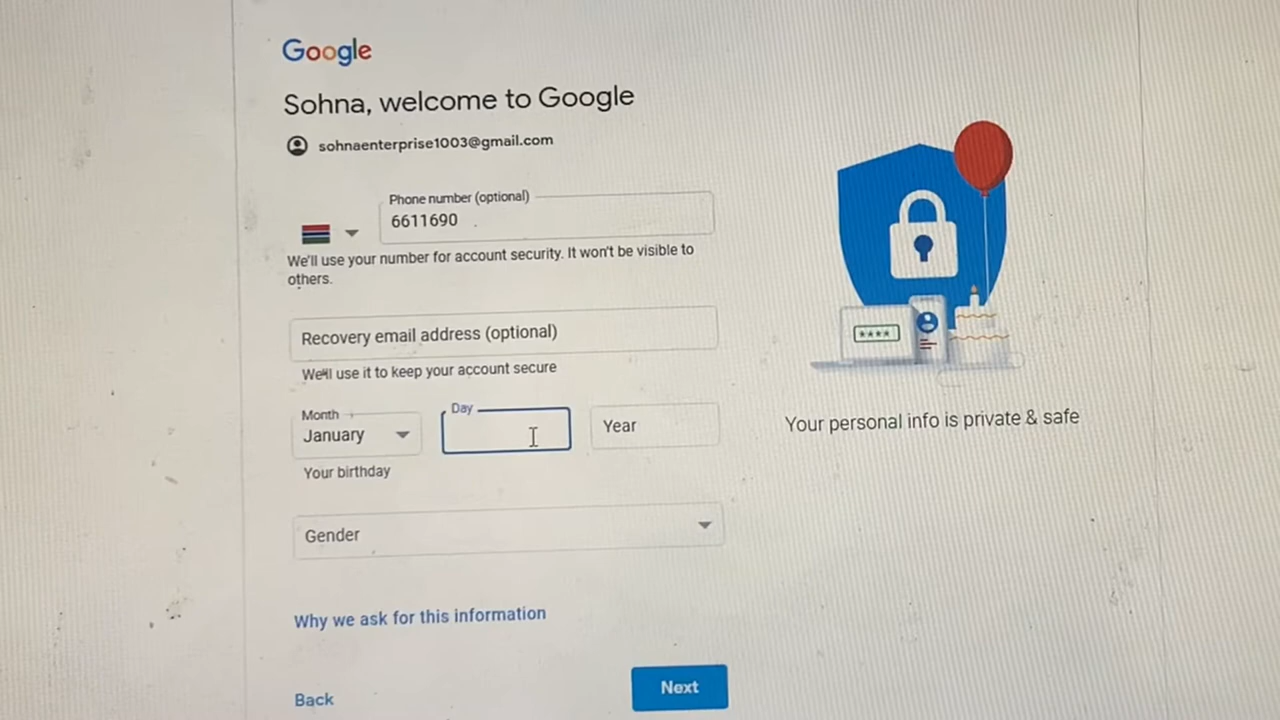 Google
Sohna, welcome to Google
sohnaenterprise1003@gmail.com
Phone number (optional)
6611690
We'll use your number for account security. It won't be visible to
others.
Recovery email address (optional)
We'll use it to keep your account secure
Month
January
Day
Year
Your birthday
Gender
Why we ask for this information
Back
Next
****
Your personal info is private & safe